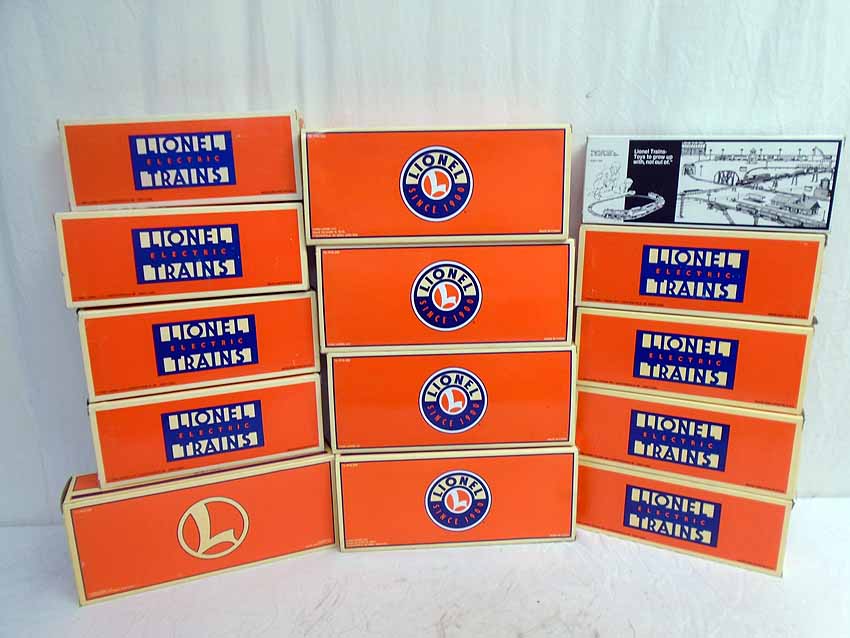 LIONEL
ELECTRIC
TRAINS
LIONEL
ELECTRIC
TRAINS
LIONEL
ELECTRIC
TRAINS
LIONEL
ELECTRIC
TRAINS
L
LIONEL
L
SINCE 1900
LIONEL
L
SINCE 1900
LIONEL
L
SINCE 1900
LIONEL
L
SINCE 1900
Lionel Trains-
Toys to grow up
with, not out of.
LIONEL
ELECTRIC
TRAINS
LIONEL
ELECTRIC
TRAINS
LIONEL
ELECTRIC
TRAINS
LIONEL
ELECTRIC
TRAINS